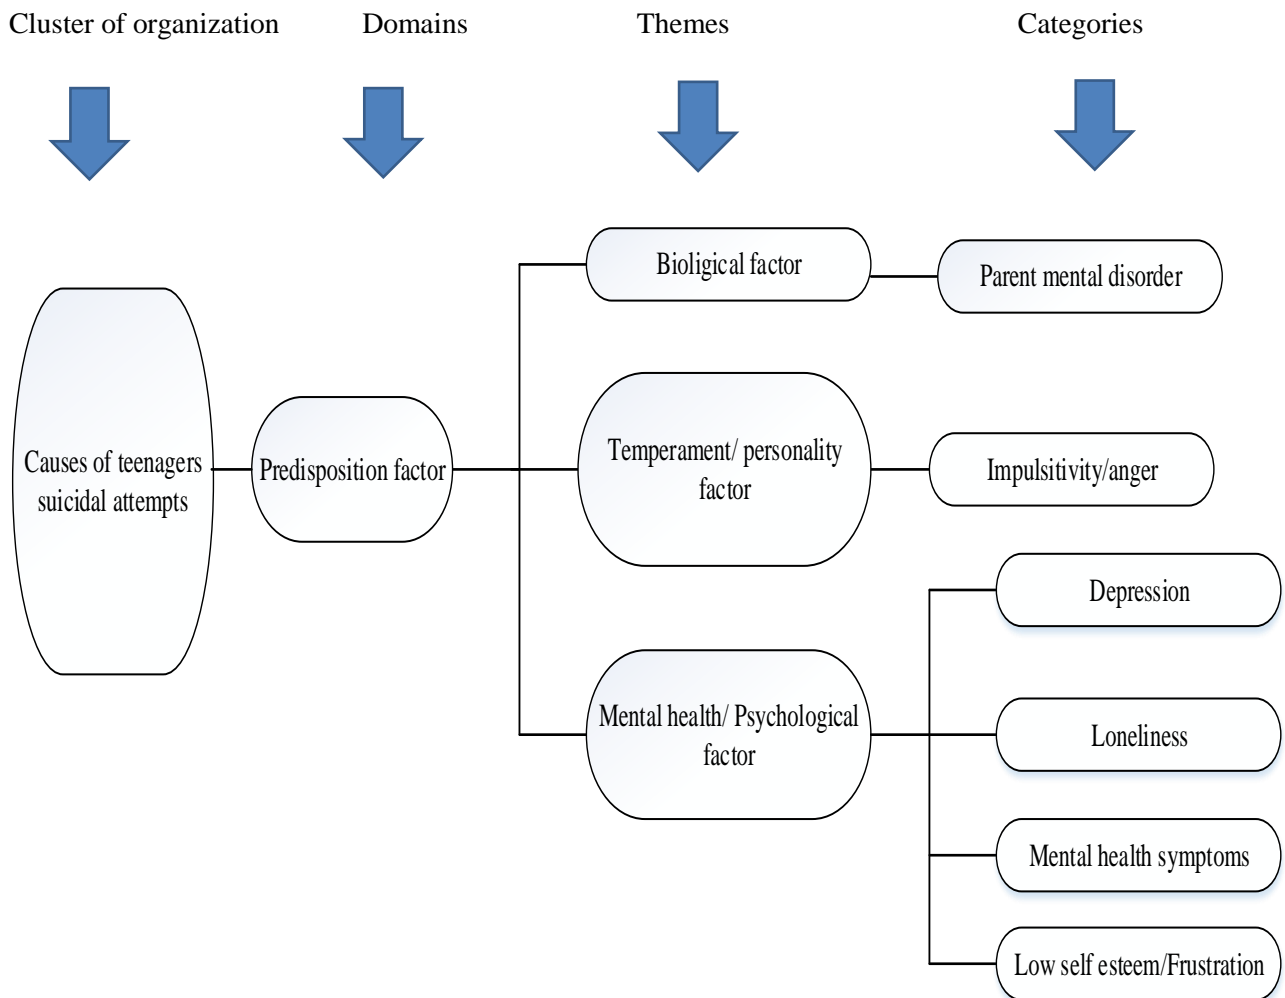 Cluster of organization
Domains
Themes
Categories
Bioligical factor
Parent mental disorder
Causes of teenagers
suicidal attempts
Predisposition factor
Temperament/ personality
factor
Impulsitivity/anger
Depression
Mental health/ Psychological
factor
Loneliness
Mental health symptoms
Low self esteem/Frustration